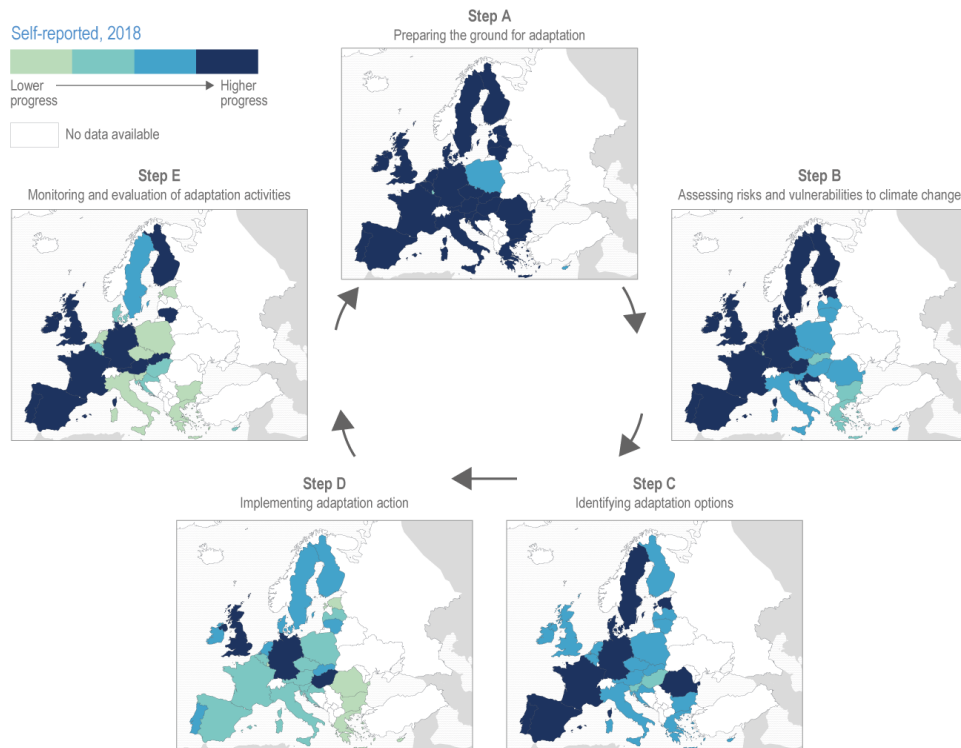 Self-reported, 2018
Lower
progress
Higher
progress
No data available
Step A
Preparing the ground for adaptation
Step E
Monitoring and evaluation of adaptation activities
Step B
Assessing risks and vulnerabilities to climate change
Step D
Implementing adaptation action
Step C
Identifying adaptation options